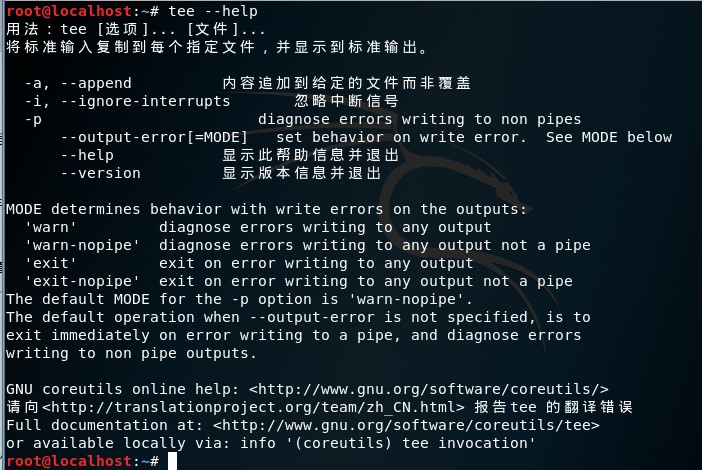 root@localhost:~# tee --help
用法：tee [选项]... [文件]...
将标准输入复制到每个指定文件，并显示到标准输出。
-a, --append 内容追加到给定的文件而非覆盖
-i, --ignore-interrupts 忽略中断信号
-p diagnose errors writing to non pipes
--output-error[=MODE] set behavior on write error.  See MODE below
--help 显示此帮助信息并退出
--version 显示版本信息并退出
MODE determines behavior with write errors on the outputs:
'warn' diagnose errors writing to any output
'warn-nopipe' diagnose errors writing to any output not a pipe
'exit' exit on error writing to any output
'exit-nopipe' exit on error writing to any output not a pipe
The default MODE for the -p option is 'warn-nopipe'.
The default operation when --output-error is not specified, is to
exit immediately on error writing to a pipe, and diagnose errors
writing to non pipe outputs.
GNU coreutils online help: <http://www.gnu.org/software/coreutils/>
请向<http://translationproject.org/team/zh_CN.html> 报告tee 的翻译错误
Full documentation at: <http://www.gnu.org/software/coreutils/tee>
or available locally via: info '(coreutils) tee invocation'
root@localhost:~#